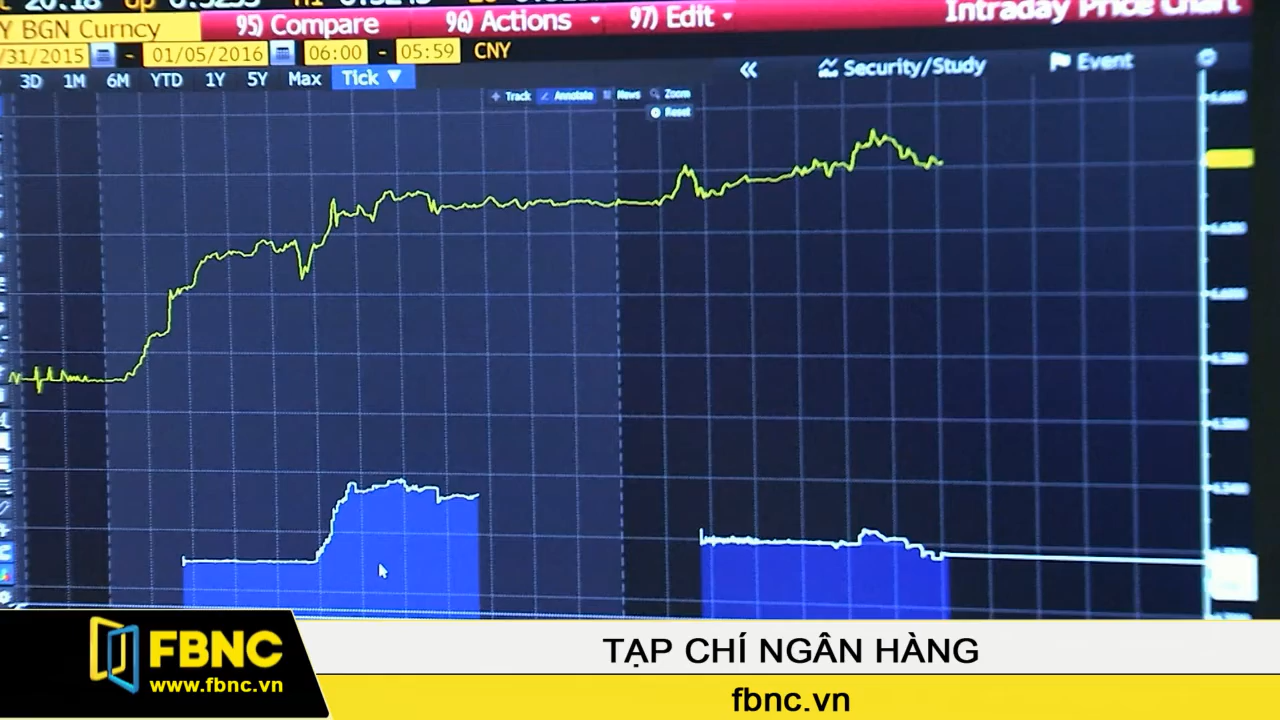 Y BGN Curncy 95) Compare 96) Actions 97) Edit Intraday Price Chart
/31/2015 - 01/05/2016 06:00 - 05:59 CNY
3D 1M 6M YTD 1Y 5Y Max Tick ▼ « Security/Study Event
Track Annotate News Zoom
Reset
FBNC
www.fbnc.vn
TẠP CHÍ NGÂN HÀNG
fbnc.vn